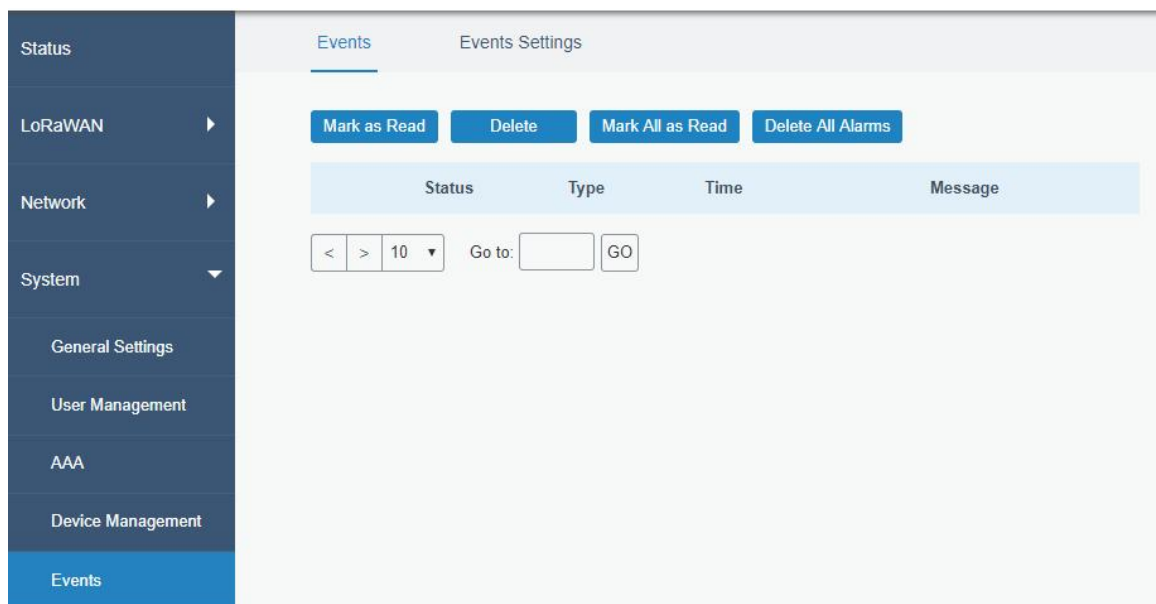 Status
LoRaWAN
Network
System
General Settings
User Management
AAA
Device Management
Events
Events Events Settings
Mark as Read Delete Mark All as Read Delete All Alarms
Status Type Time Message
< > 10 Go to: GO